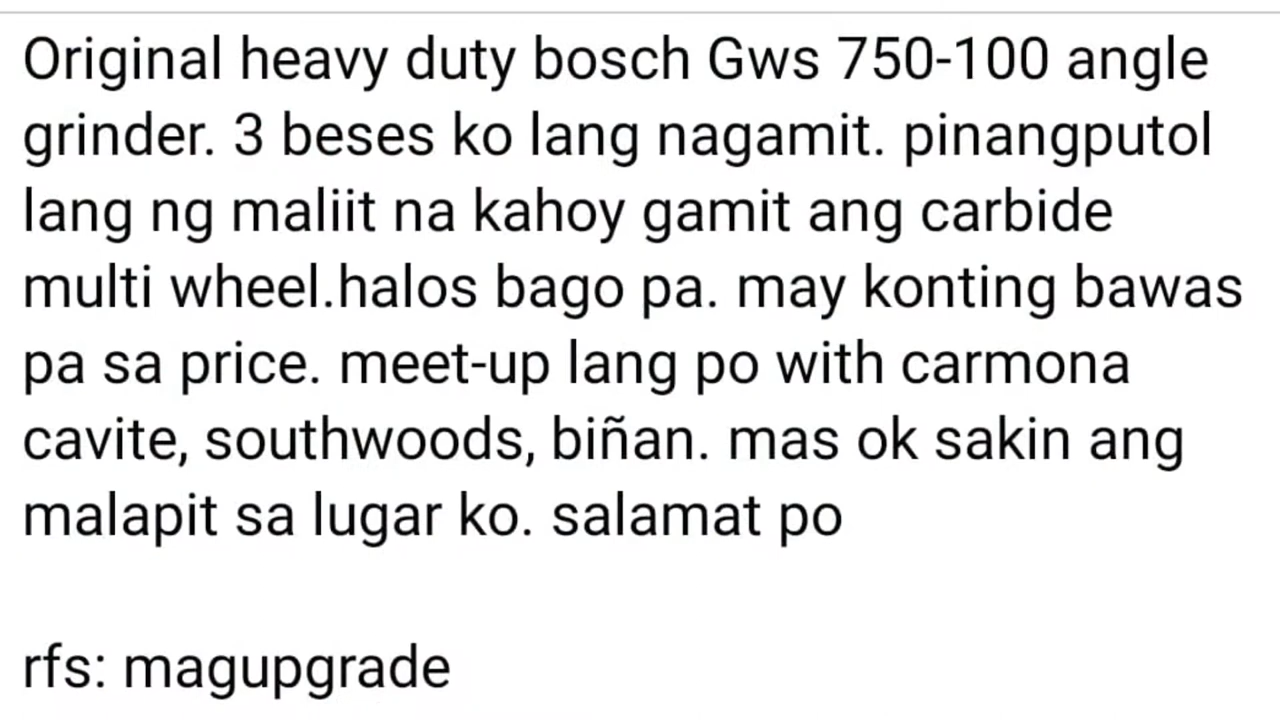 Original heavy duty bosch Gws 750-100 angle
grinder. 3 beses ko lang nagamit. pinangputol
lang ng maliit na kahoy gamit ang carbide
multi wheel.halos bago pa. may konting bawas
pa sa price. meet-up lang po with carmona
cavite, southwoods, biñan. mas ok sakin ang
malapit sa lugar ko. salamat po
rfs: magupgrade